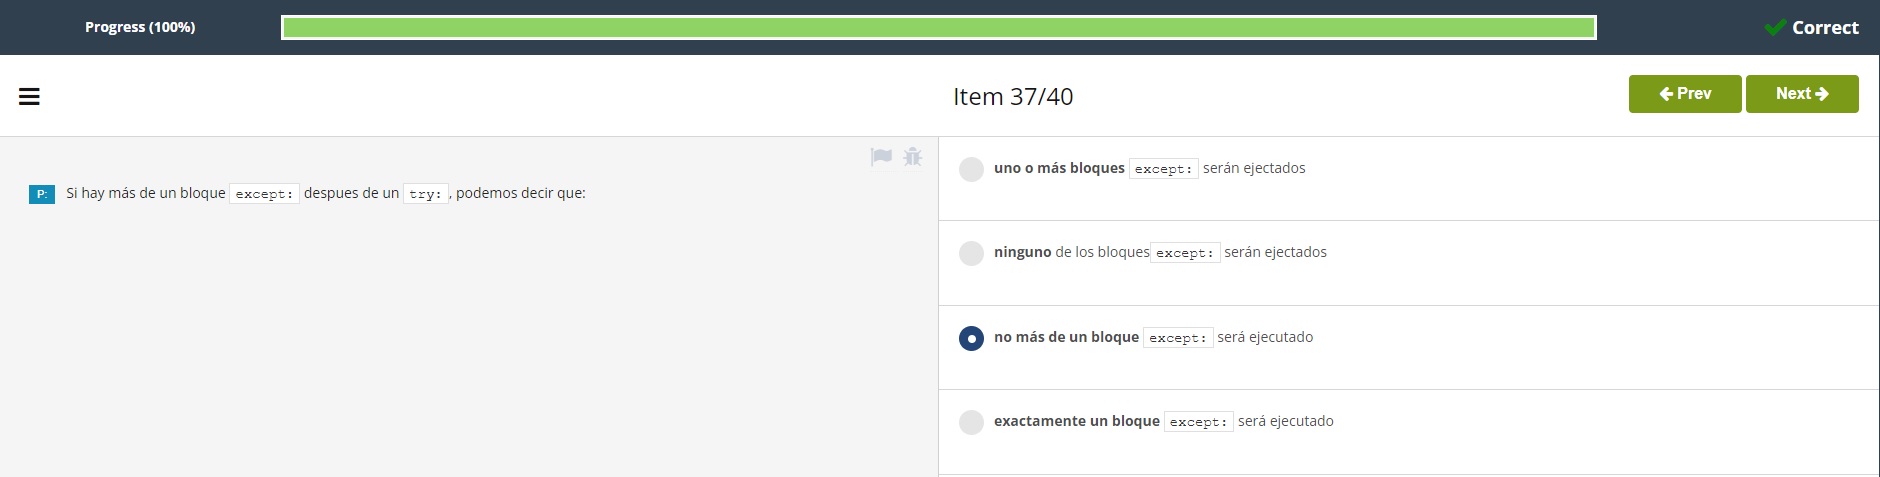 Progress (100%)
Correct
Item 37/40
Prev
Next
P: Si hay más de un bloque except: despues de un try:, podemos decir que:
uno o más bloques except: serán ejectados
ninguno de los bloques except: serán ejectados
no más de un bloque except: será ejecutado
exactamente un bloque except: será ejecutado